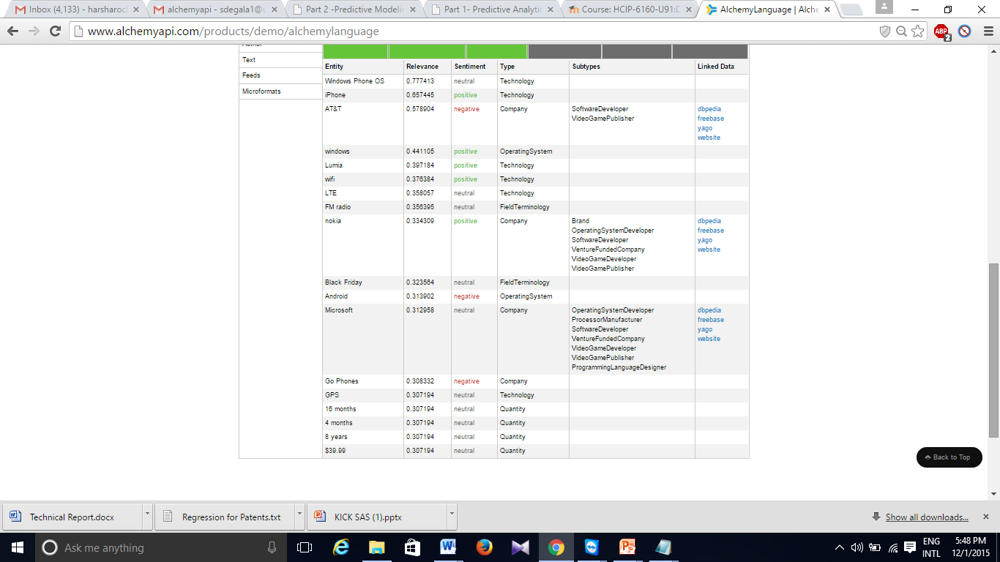 Inbox (4,133) - harsharoc
alchemyapi - sdegala1@u
Part 2 -Predictive Modelin
Part 1- Predictive Analytic
Course: HCIP-6160-U91:D
AlchemyLanguage | Alche
www.alchemyapi.com/products/demo/alchemylanguage
ABP
2
Text
Feeds
Microformats
Entity Relevance Sentiment Type Subtypes Linked Data
Windows Phone OS 0.777413 neutral Technology
iPhone 0.657445 positive Technology
AT&T 0.578904 negative Company SoftwareDeveloper dbpedia
VideoGamePublisher freebase
yago
website
windows 0.441105 positive OperatingSystem
Lumia 0.397184 positive Technology
wifi 0.376384 positive Technology
LTE 0.358057 neutral Technology
FM radio 0.356395 neutral FieldTerminology
nokia 0.334309 positive Company Brand dbpedia
OperatingSystemDeveloper freebase
SoftwareDeveloper yago
VentureFundedCompany website
VideoGameDeveloper
VideoGamePublisher
Black Friday 0.323564 neutral FieldTerminology
Android 0.313902 negative OperatingSystem
Microsoft 0.312958 neutral Company OperatingSystemDeveloper dbpedia
ProcessorManufacturer freebase
SoftwareDeveloper yago
VentureFundedCompany website
VideoGameDeveloper
VideoGamePublisher
ProgrammingLanguageDesigner
Go Phones 0.308332 negative Company
GPS 0.307194 neutral Technology
16 months 0.307194 neutral Quantity
4 months 0.307194 neutral Quantity
8 years 0.307194 neutral Quantity
$39.99 0.307194 neutral Quantity
Back to Top
Technical Report.docx
Regression for Patents.txt
KICK SAS (1).pptx
Show all downloads...
Ask me anything
ENG
INTL
5:48 PM
12/1/2015